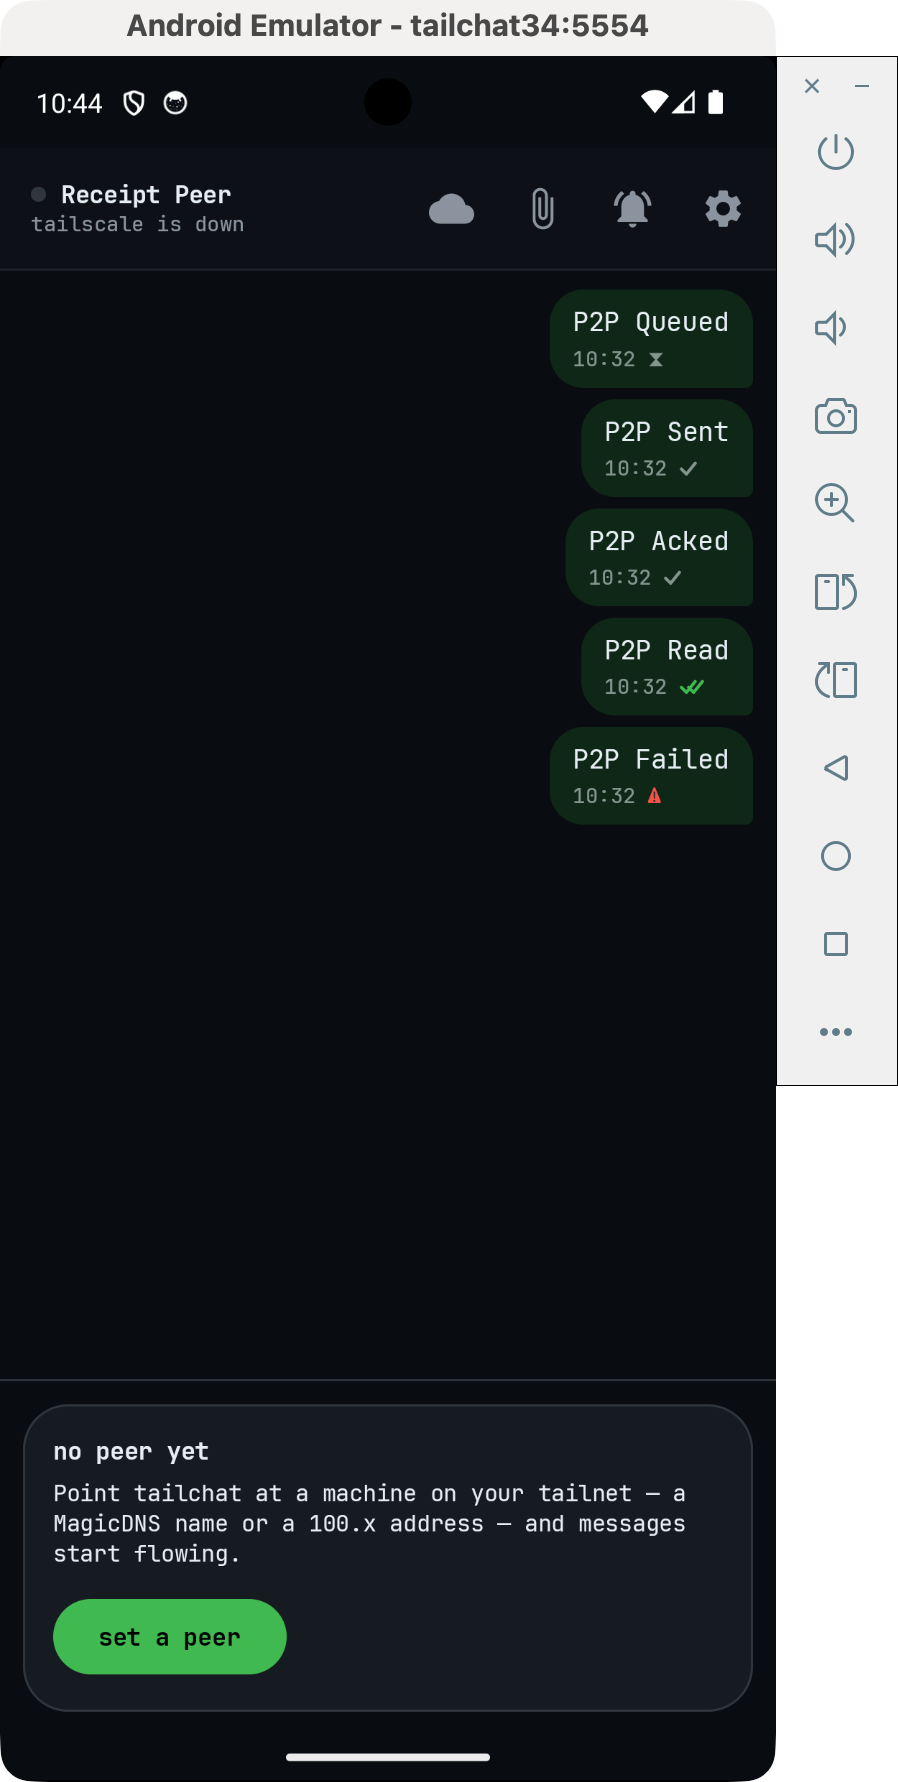 Android Emulator - tailchat34:5554
10:44
Receipt Peer
tailscale is down
P2P Queued
10:32
P2P Sent
10:32
P2P Acked
10:32
P2P Read
10:32
P2P Failed
10:32
no peer yet
Point tailchat at a machine on your tailnet — a
MagicDNS name or a 100.x address — and messages
start flowing.
set a peer